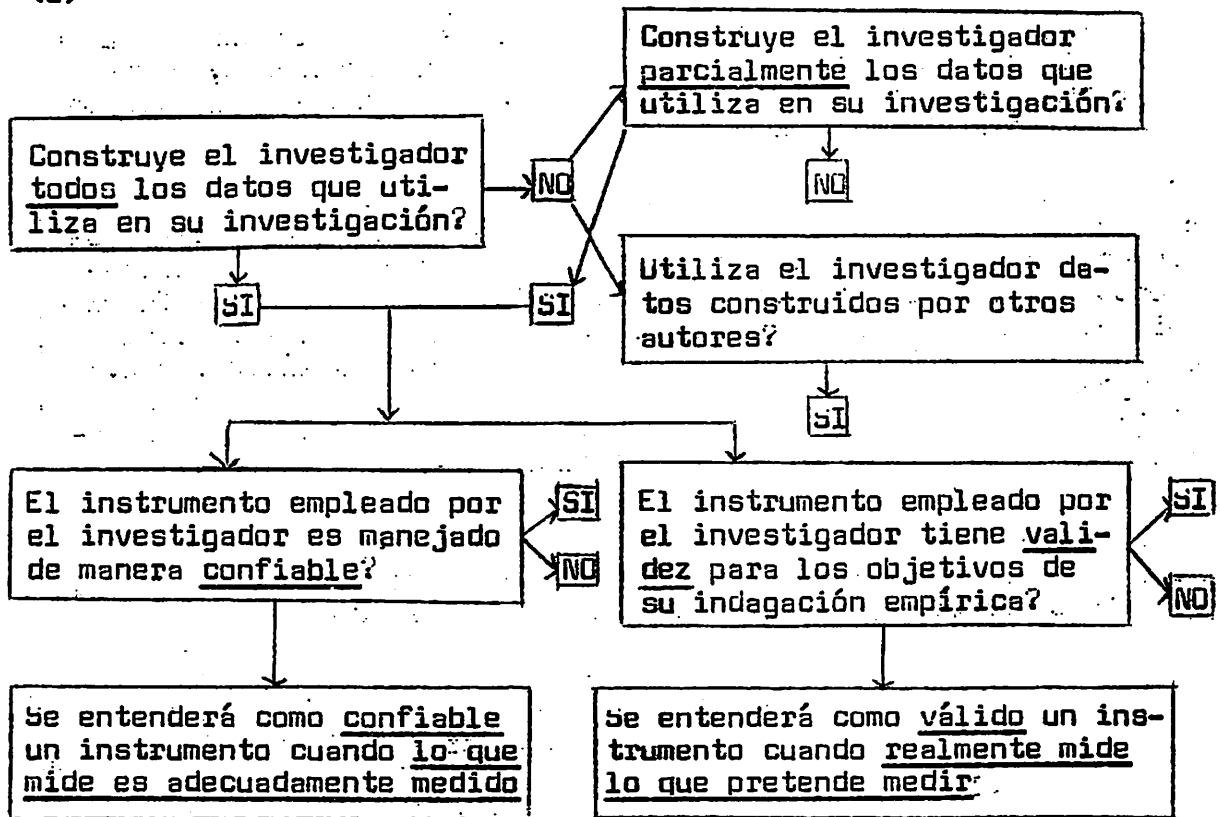 Construye el investigador
parcialmente los datos que
utiliza en su investigación?
Construye el investigador
todos los datos que uti-
liza en su investigación?
NO
NO
Utiliza el investigador da-
tos construidos por otros
autores?
SI
SI
SI
El instrumento empleado por
el investigador es manejado
de manera confiable?
SI
NO
El instrumento empleado por
el investigador tiene vali-
dez para los objetivos de
su indagación empírica?
SI
NO
Se entenderá como confiable
un instrumento cuando lo que
mide es adecuadamente medido
Se entenderá como válido un ins-
trumento cuando realmente mide
lo que pretende medir